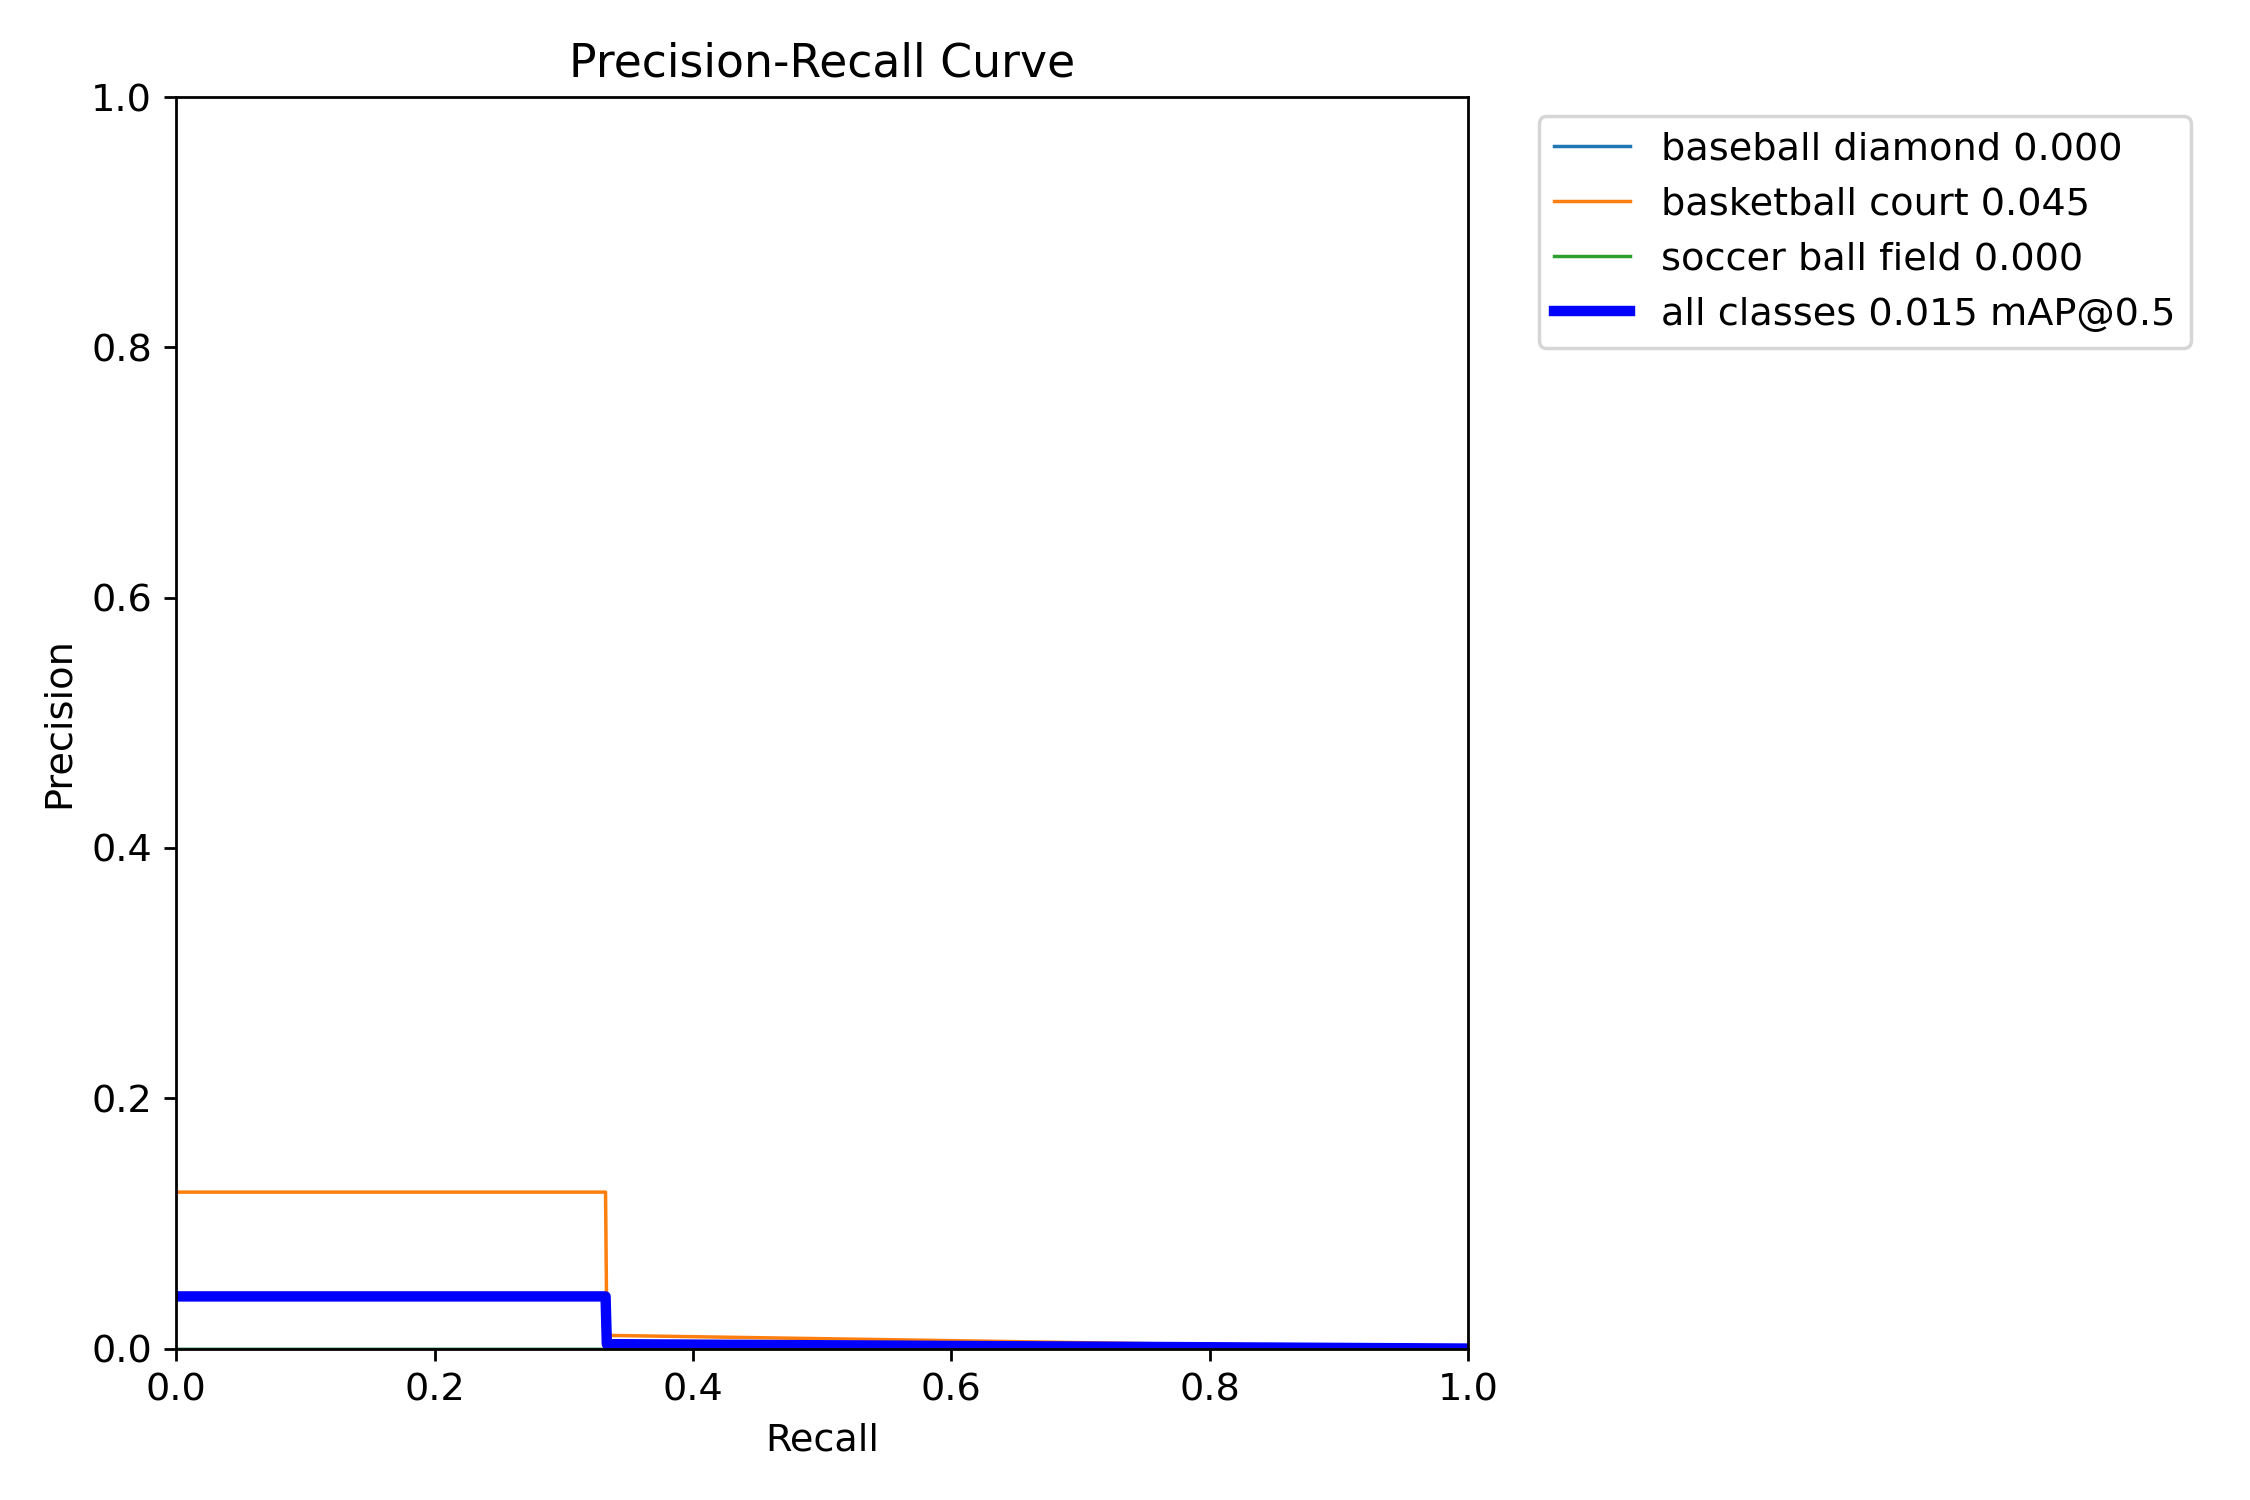 Precision-Recall Curve
1.0
0.8
0.6
0.4
0.2
0.0
Precision
0.0 0.2 0.4 0.6 0.8 1.0
Recall
baseball diamond 0.000
basketball court 0.045
soccer ball field 0.000
all classes 0.015 mAP@0.5